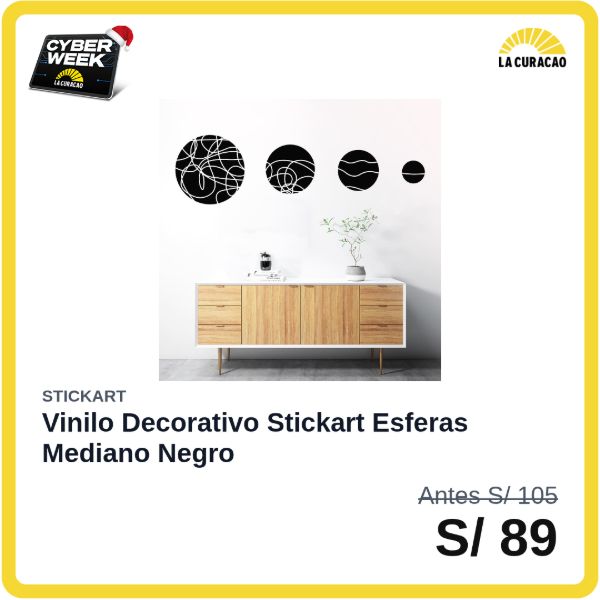 CYBER
WEEK
LA CURACAO
LA CURACAO
STICKART
Vinilo Decorativo Stickart Esferas
Mediano Negro
Antes S/ 105
S/ 89